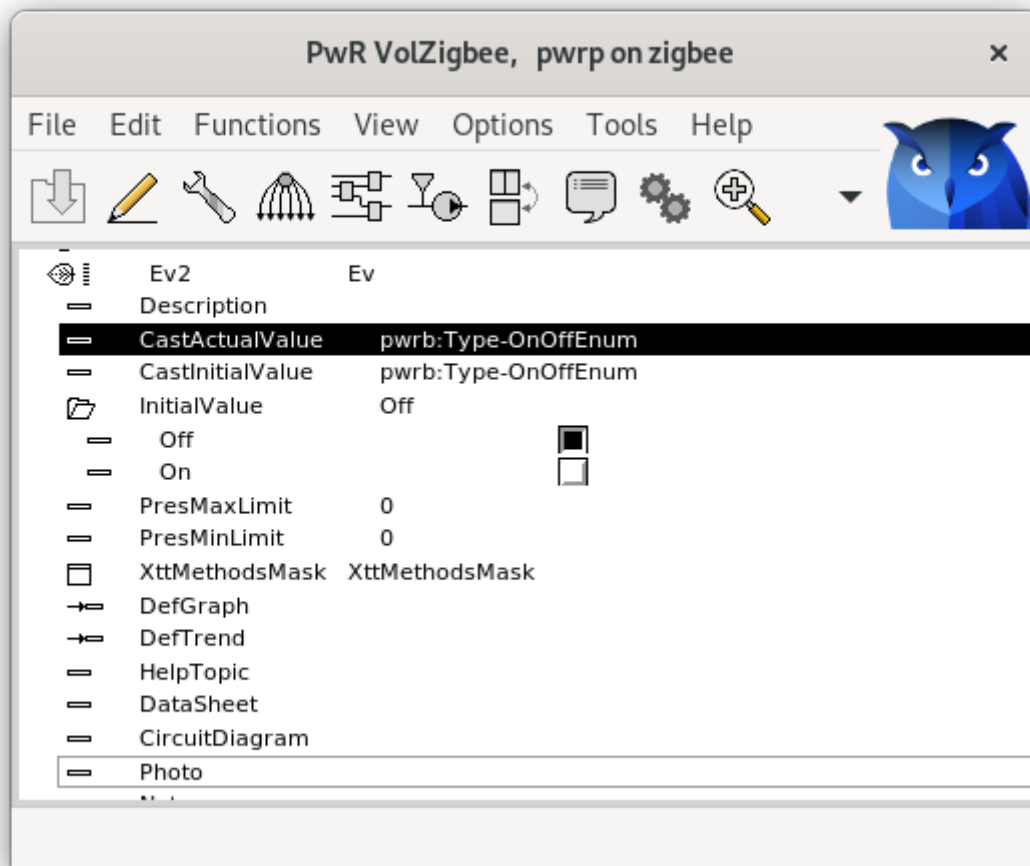 PwR VolZigbee, pwrp on zigbee
File Edit Functions View Options Tools Help
Ev2 Ev
Description
CastActualValue pwrb:Type-OnOffEnum
CastInitialValue pwrb:Type-OnOffEnum
InitialValue Off
Off
On
PresMaxLimit 0
PresMinLimit 0
XttMethodsMask XttMethodsMask
DefGraph
DefTrend
HelpTopic
DataSheet
CircuitDiagram
Photo